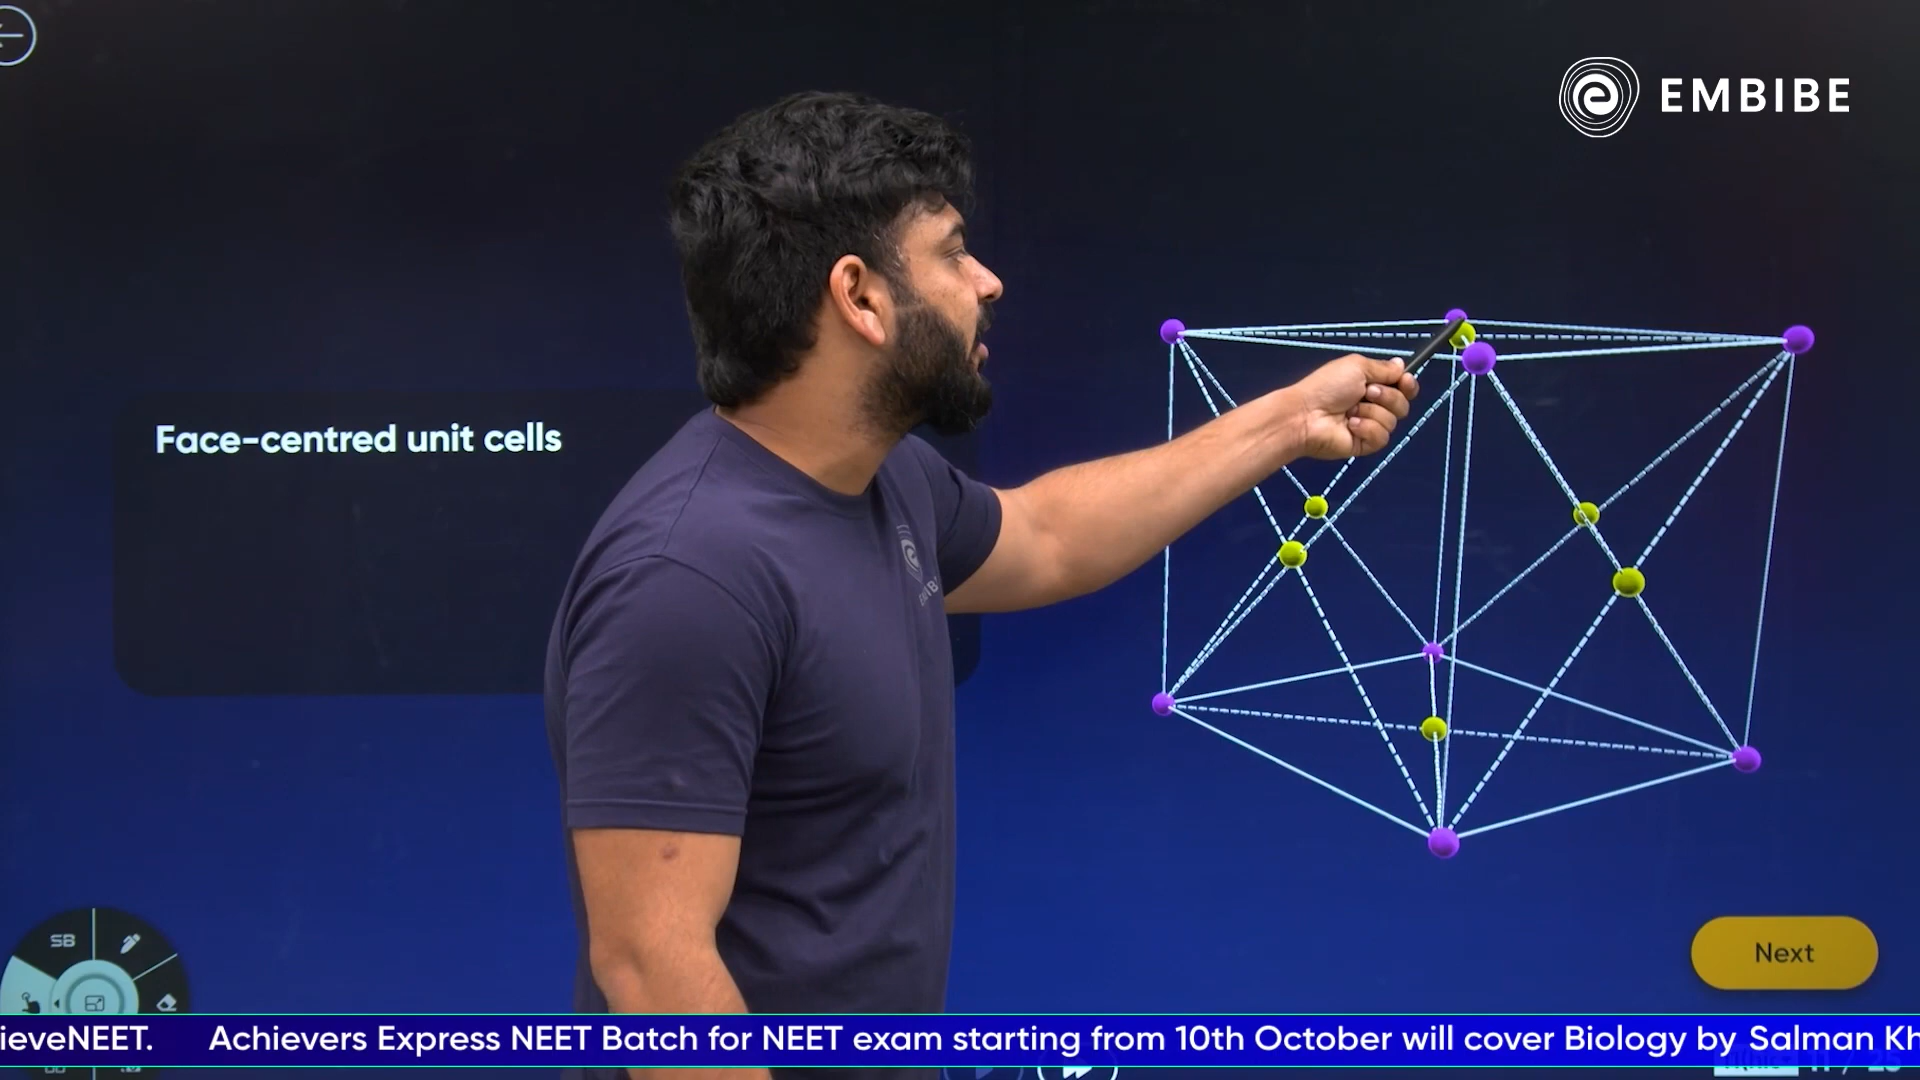 EMBIBE
Face-centred unit cells
Next
SB
ieveNEET. Achievers Express NEET Batch for NEET exam starting from 10th October will cover Biology by Salman Kh